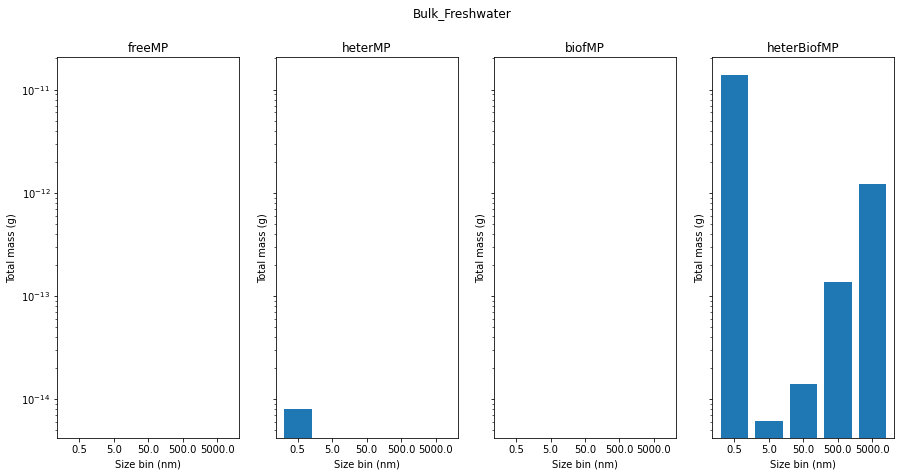 Bulk_Freshwater
freeMP
heterMP
biofMP
heterBiofMP
10⁻¹¹
10⁻¹²
10⁻¹³
10⁻¹⁴
Total mass (g)
Total mass (g)
Total mass (g)
Total mass (g)
0.5 5.0 50.0 500.0 5000.0
0.5 5.0 50.0 500.0 5000.0
0.5 5.0 50.0 500.0 5000.0
0.5 5.0 50.0 500.0 5000.0
Size bin (nm)
Size bin (nm)
Size bin (nm)
Size bin (nm)